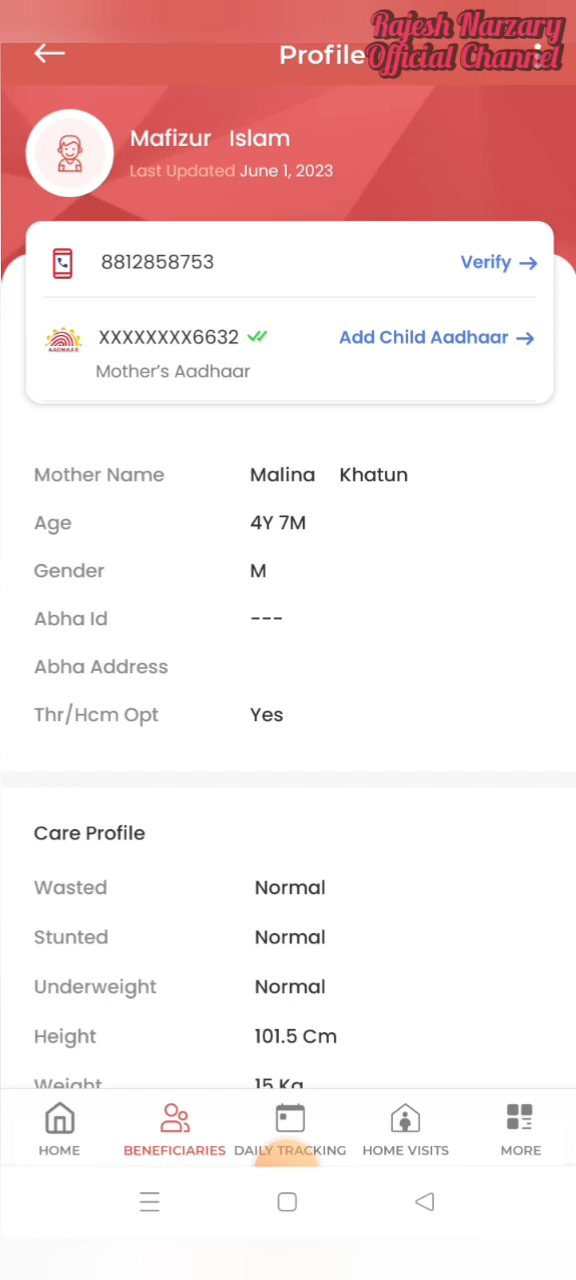 Rajesh Narzary
Official Channel
Profile
Mafizur Islam
Last Updated June 1, 2023
8812858753 Verify →
AADHAAR
XXXXXXXX6632 Add Child Aadhaar →
Mother's Aadhaar
Mother Name Malina Khatun
Age 4Y 7M
Gender M
Abha Id ---
Abha Address
Thr/Hcm Opt Yes
Care Profile
Wasted Normal
Stunted Normal
Underweight Normal
Height 101.5 Cm
Weight 15 Kg
HOME BENEFICIARIES DAILY TRACKING HOME VISITS MORE